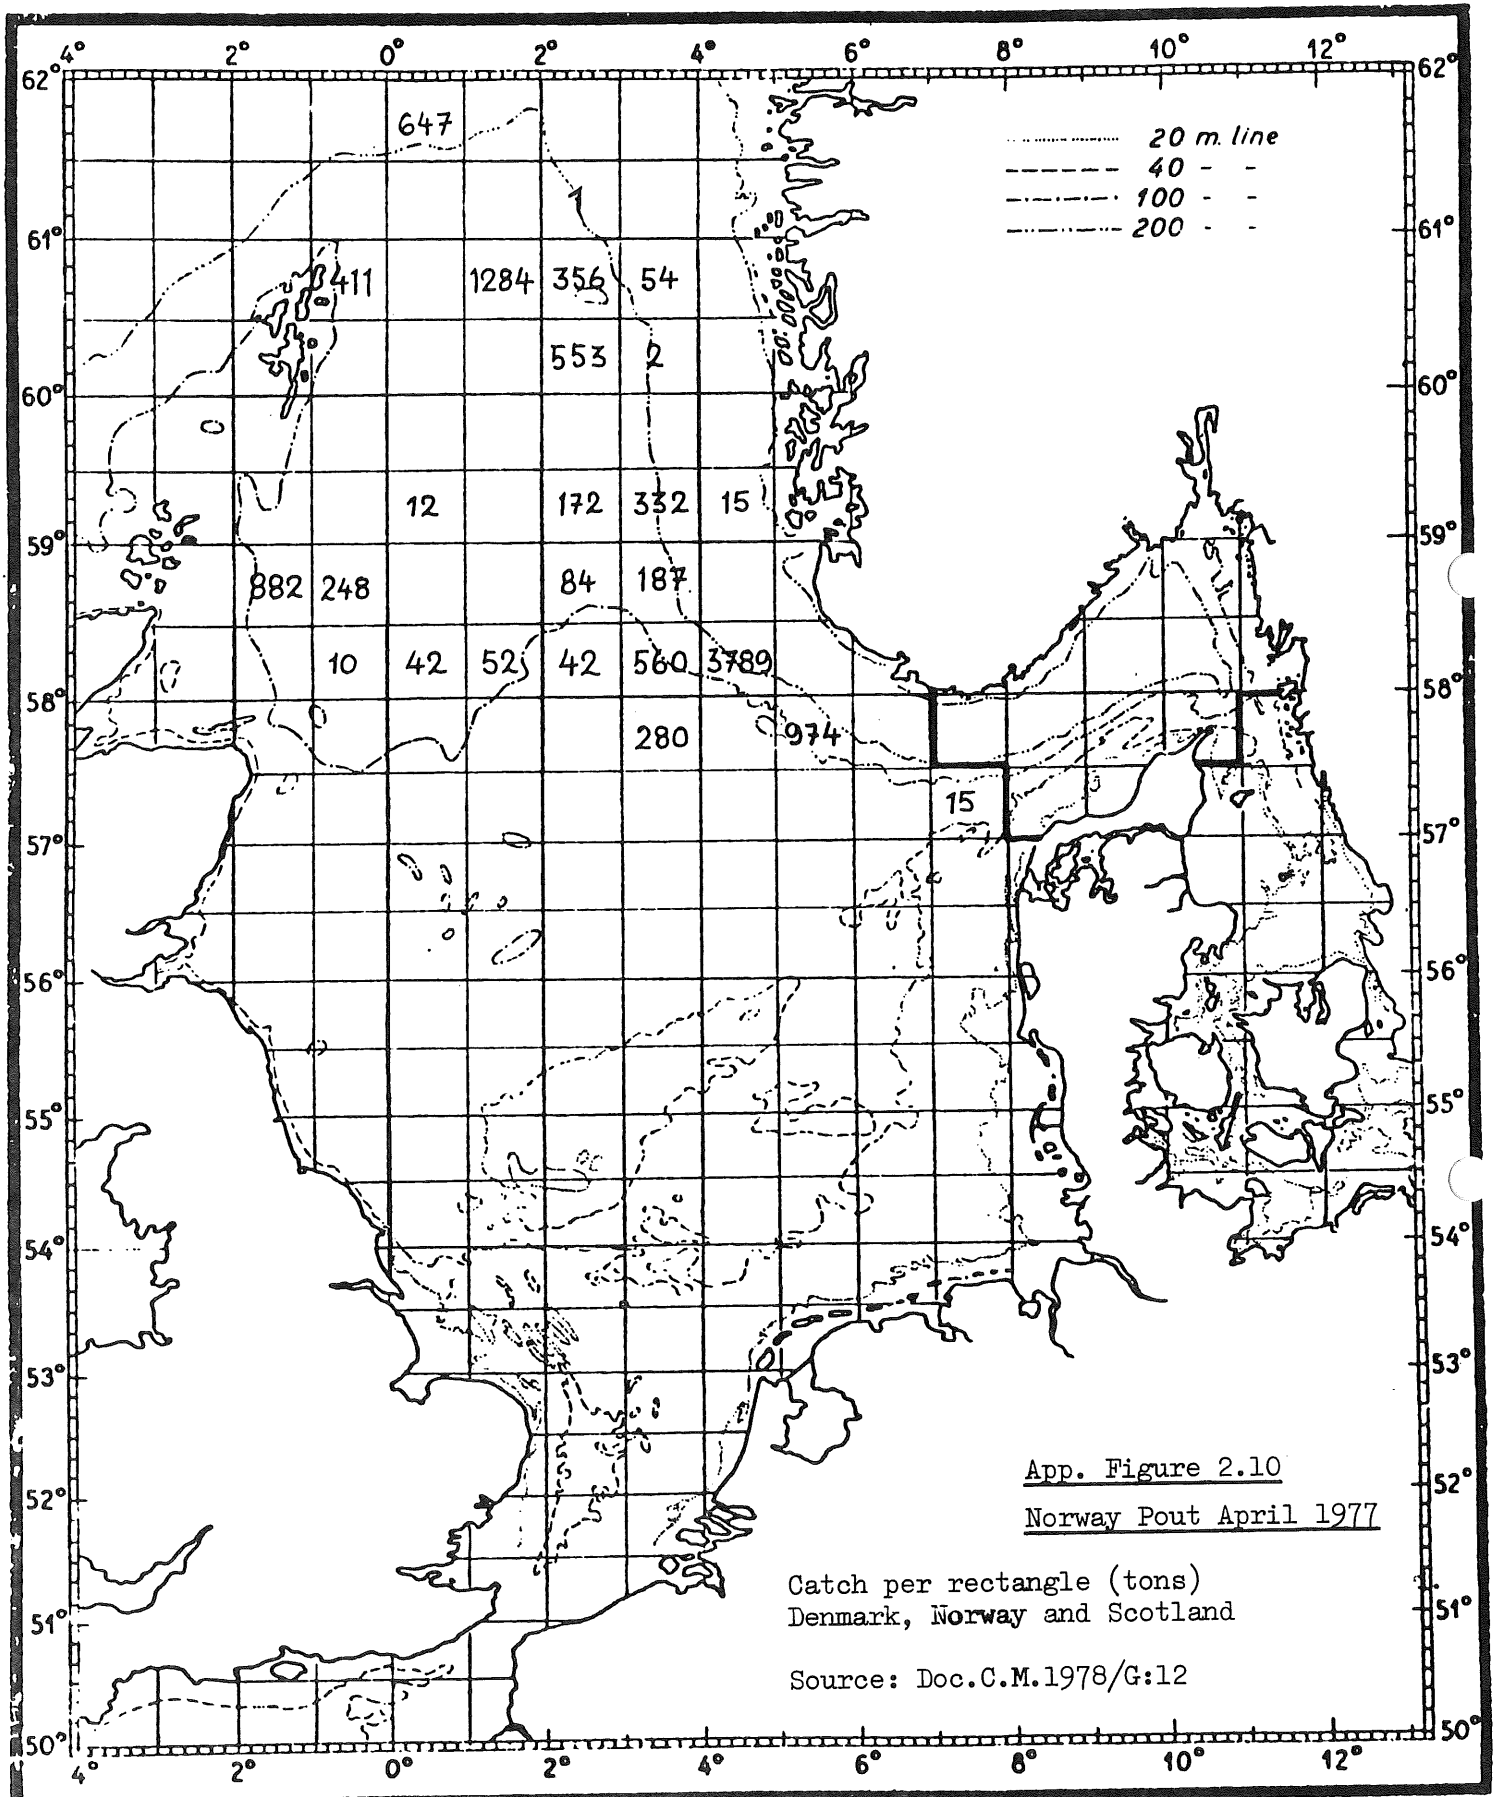 4° 2° 0° 2° 4° 6° 8° 10° 12°
62° 62°
647
20 m. line
40 - -
100 - -
200 - -
61° 61°
411 1284 356 54
553 2
60° 60°
12 172 332 15
59° 59°
882 248 84 187
10 42 52 42 560 3789
58° 58°
280 974
15
57° 57°
56° 56°
55° 55°
54° 54°
53° 53°
App. Figure 2.10
52° 52°
Norway Pout April 1977
Catch per rectangle (tons)
Denmark, Norway and Scotland
51° 51°
Source: Doc.C.M.1978/G:12
50° 50°
4° 2° 0° 2° 4° 6° 8° 10° 12°